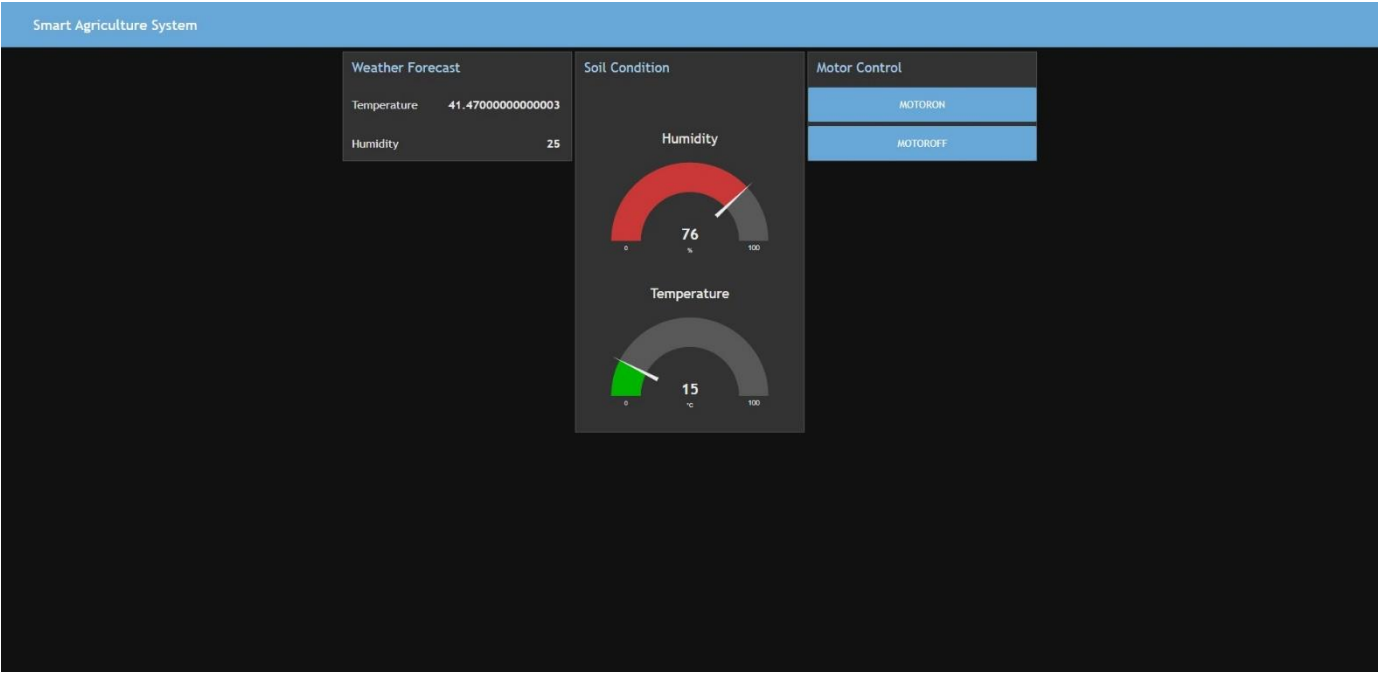 Smart Agriculture System
Weather Forecast
Temperature 41.47000000000003
Humidity 25
Soil Condition
Humidity
76
%
0
100
Temperature
15
°C
0
100
Motor Control
MOTORON
MOTOROFF